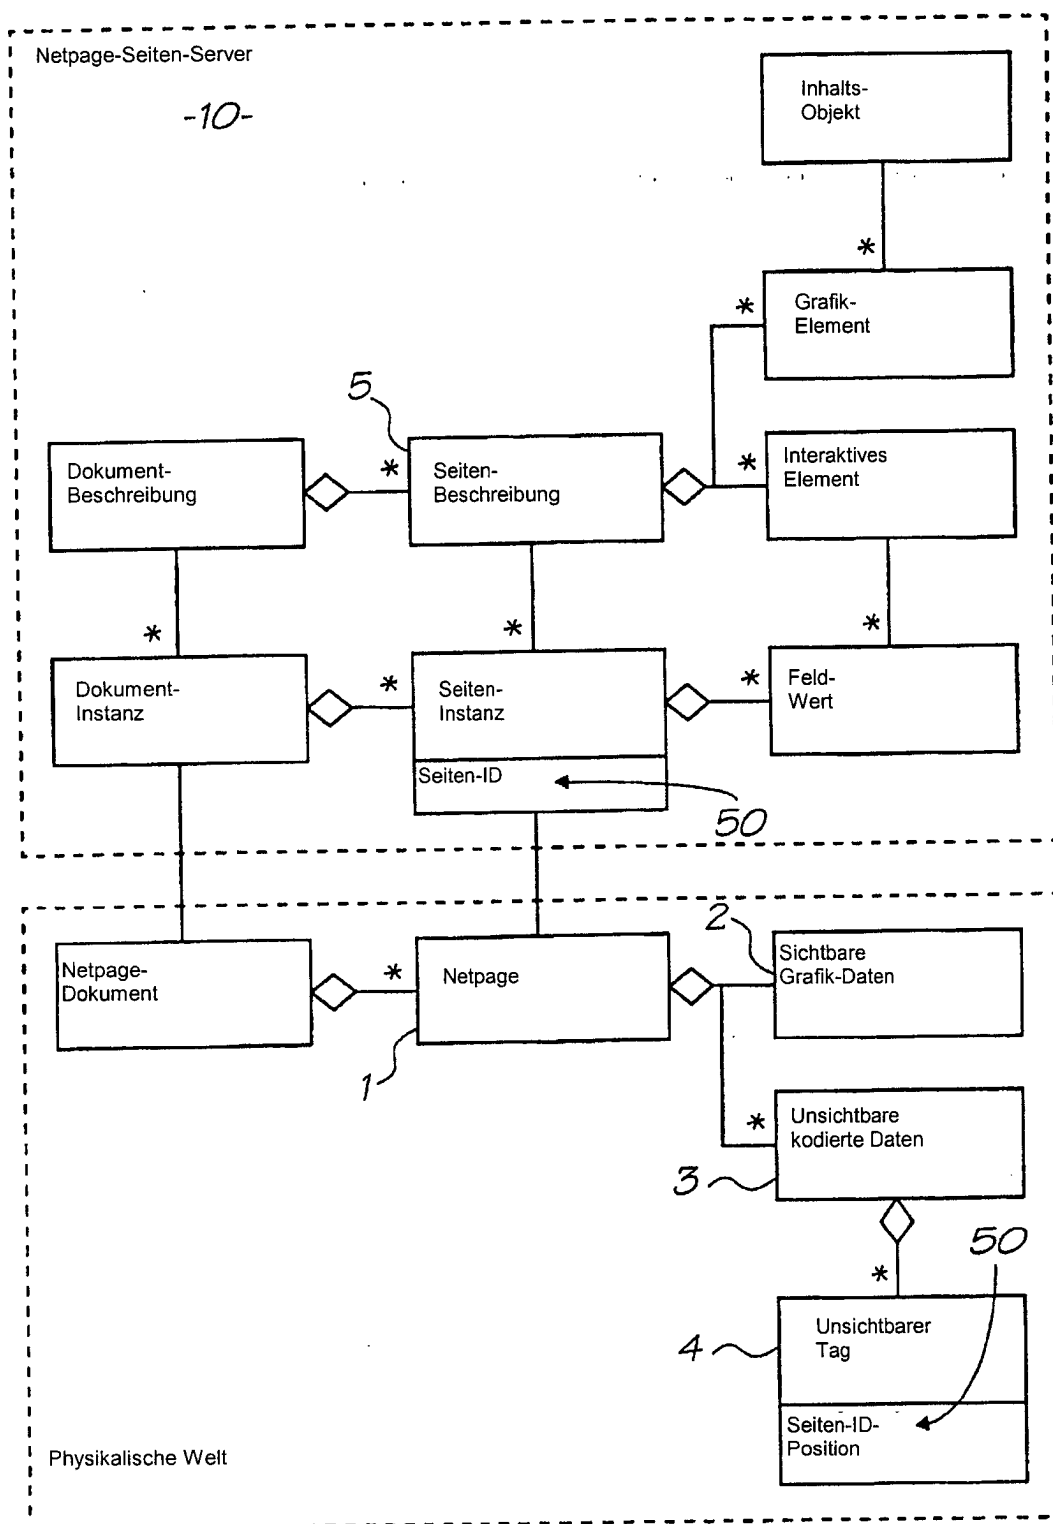 Netpage-Seiten-Server
-10-
Inhalts-
Objekt
*
*
Grafik-
Element
5
Dokument-
Beschreibung
*
Seiten-
Beschreibung
*
Interaktives
Element
*
*
*
Dokument-
Instanz
*
Seiten-
Instanz
*
Feld-
Wert
Seiten-ID
50
2
Netpage-
Dokument
*
Netpage
Sichtbare
Grafik-Daten
1
*
Unsichtbare
kodierte Daten
3
50
*
4
Unsichtbarer
Tag
Seiten-ID-
Position
Physikalische Welt